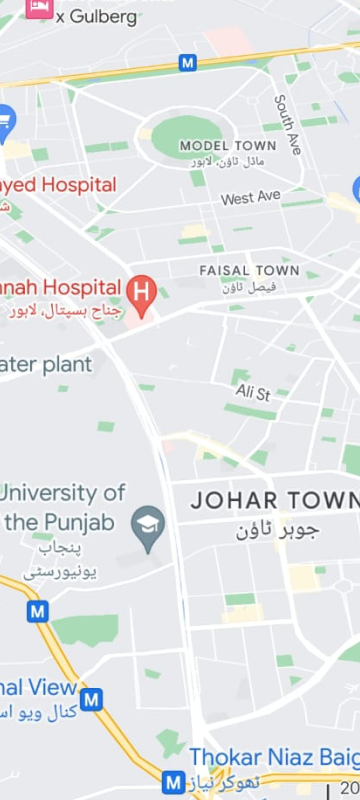 x Gulberg
M
South Ave
MODEL TOWN
ماڈل ٹاؤن، لاہور
ayed Hospital
West Ave
FAISAL TOWN
فیصل ٹاؤن
nnah Hospital
H
جناح ہسپتال، لاہور
ater plant
Ali St
University of
the Punjab
پنجاب
یونیورسٹی
JOHAR TOWN
جوہر ٹاؤن
M
nal View
کنال ویو اس
M
Thokar Niaz Baig
M
ٹھوکر نیاز
20